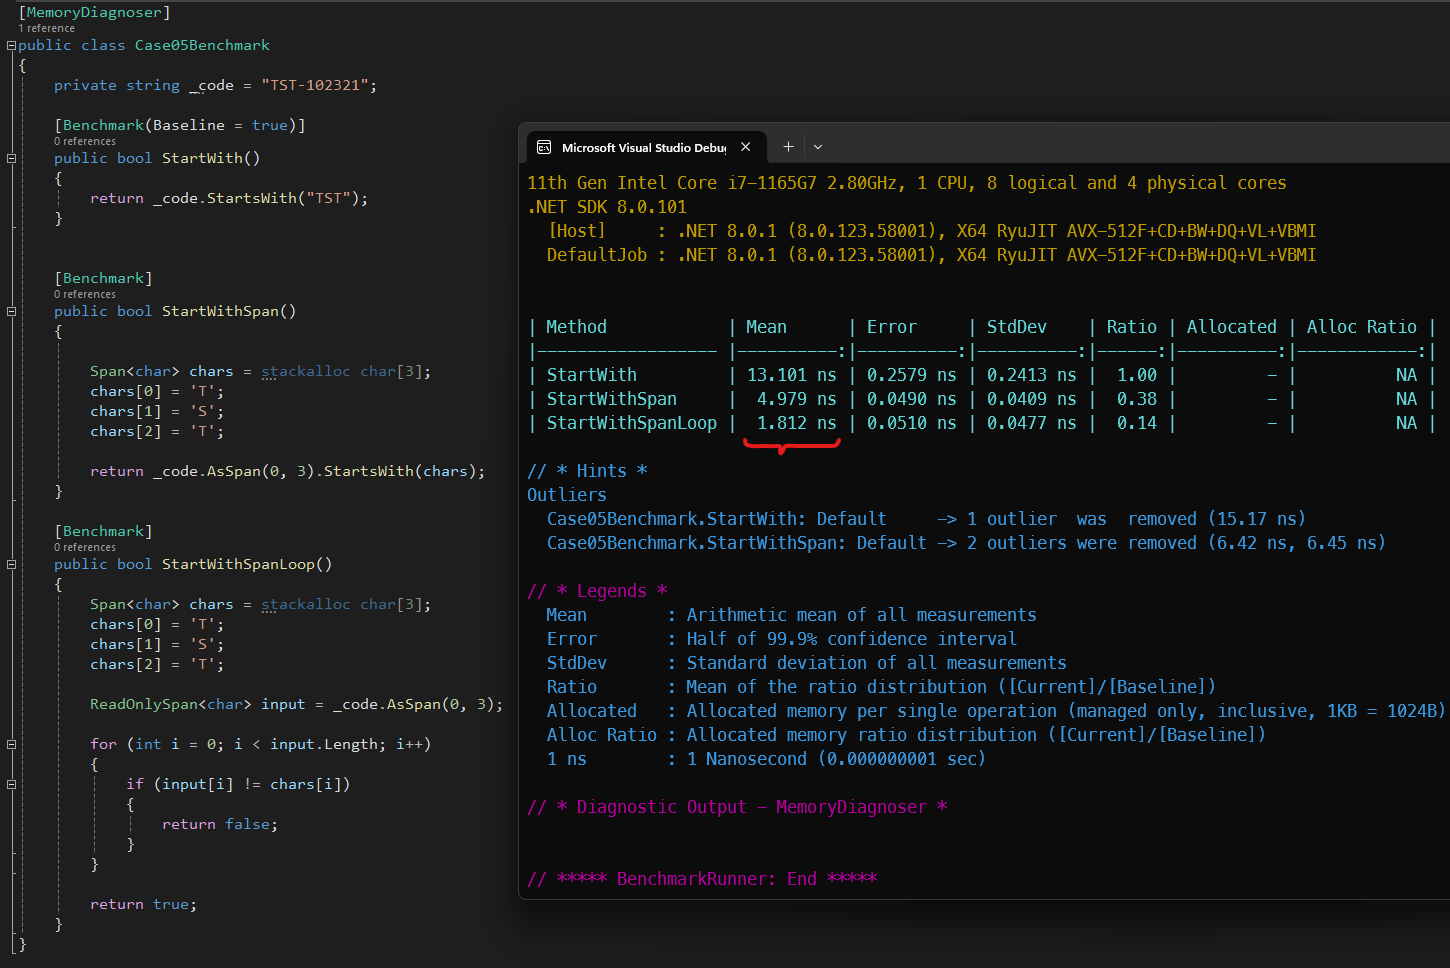 [MemoryDiagnoser]
1 reference
public class Case05Benchmark
{
private string _code = "TST-102321";
[Benchmark(Baseline = true)]
0 references
public bool StartWith()
{
return _code.StartsWith("TST");
}
[Benchmark]
0 references
public bool StartWithSpan()
{
Span<char> chars = stackalloc char[3];
chars[0] = 'T';
chars[1] = 'S';
chars[2] = 'T';
return _code.AsSpan(0, 3).StartsWith(chars);
}
[Benchmark]
0 references
public bool StartWithSpanLoop()
{
Span<char> chars = stackalloc char[3];
chars[0] = 'T';
chars[1] = 'S';
chars[2] = 'T';
ReadOnlySpan<char> input = _code.AsSpan(0, 3);
for (int i = 0; i < input.Length; i++)
{
if (input[i] != chars[i])
{
return false;
}
}
return true;
}
}
Microsoft Visual Studio Debug
11th Gen Intel Core i7-1165G7 2.80GHz, 1 CPU, 8 logical and 4 physical cores
.NET SDK 8.0.101
[Host]     : .NET 8.0.1 (8.0.123.58001), X64 RyuJIT AVX-512F+CD+BW+DQ+VL+VBMI
DefaultJob : .NET 8.0.1 (8.0.123.58001), X64 RyuJIT AVX-512F+CD+BW+DQ+VL+VBMI
| Method            | Mean      | Error     | StdDev    | Ratio | Allocated | Alloc Ratio |
|------------------ |----------:|----------:|----------:|------:|----------:|------------:|
| StartWith         | 13.101 ns | 0.2579 ns | 0.2413 ns |  1.00 |         - |          NA |
| StartWithSpan     |  4.979 ns | 0.0490 ns | 0.0409 ns |  0.38 |         - |          NA |
| StartWithSpanLoop |  1.812 ns | 0.0510 ns | 0.0477 ns |  0.14 |         - |          NA |
// * Hints *
Outliers
Case05Benchmark.StartWith: Default     -> 1 outlier  was  removed (15.17 ns)
Case05Benchmark.StartWithSpan: Default -> 2 outliers were removed (6.42 ns, 6.45 ns)
// * Legends *
Mean        : Arithmetic mean of all measurements
Error       : Half of 99.9% confidence interval
StdDev      : Standard deviation of all measurements
Ratio       : Mean of the ratio distribution ([Current]/[Baseline])
Allocated   : Allocated memory per single operation (managed only, inclusive, 1KB = 1024B)
Alloc Ratio : Allocated memory ratio distribution ([Current]/[Baseline])
1 ns        : 1 Nanosecond (0.000000001 sec)
// * Diagnostic Output - MemoryDiagnoser *
// ***** BenchmarkRunner: End *****